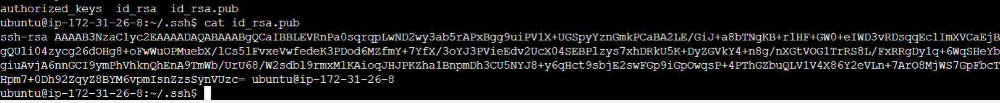 authorized_keys  id_rsa  id_rsa.pub
ubuntu@ip-172-31-26-8:~/.ssh$ cat id_rsa.pub
ssh-rsa AAAAB3NzaC1yc2EAAAADAQABAAABgQCaIBBLEVRnPa0sqrqpLwND2wy3ab5rAPxBgg9uiPV1X+UGSpyYznGmkPCaBA2LE/GiJ+a8bTNgKB+rlHF+GW0+eIWD3vRDsqqEc1ImXVCaEjB
gQUli04zycg26dOHg8+oFwWuOPMuebX/lCs5lFvxeVwfedeK3PDod6MZfmY+7YfX/3oYJ3PVieEdv2UcX04SEBPlzys7xhDRkU5K+DyZGVkY4+n8g/nXGtVOG1TrRS8L/FxRRgDy1q+6WqSHeYb
giuAvjA6nnGCI9ymPhVhknQhEnA9TmWb/UrU68/W2sdbl9rmxMlKAioqJHJPKZha1BnpmDh3CU5NYJ8+y6qHct9sbjE2swFGp9iGpOwqsP+4PThGZbuQLV1V4X86Y2eVLn+7ArO8MjWS7GpFbcT
Hpm7+0Dh92ZqyZ8BYM6vpmIsnZzsSynVUzc= ubuntu@ip-172-31-26-8
ubuntu@ip-172-31-26-8:~/.ssh$